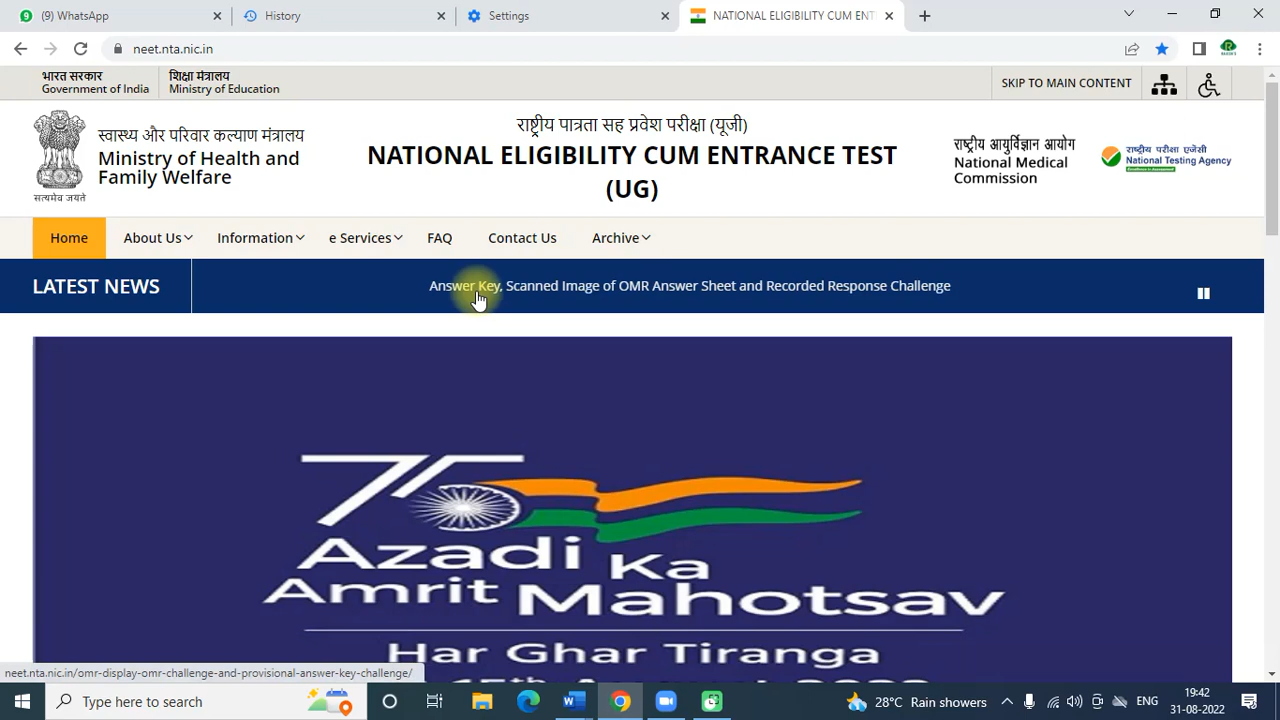 (9) WhatsApp
History
Settings
NATIONAL ELIGIBILITY CUM ENT
neet.nta.nic.in
भारत सरकार
Government of India
शिक्षा मंत्रालय
Ministry of Education
SKIP TO MAIN CONTENT
स्वास्थ्य और परिवार कल्याण मंत्रालय
Ministry of Health and
Family Welfare
सत्यमेव जयते
राष्ट्रीय पात्रता सह प्रवेश परीक्षा (यूजी)
NATIONAL ELIGIBILITY CUM ENTRANCE TEST
(UG)
राष्ट्रीय आयुर्विज्ञान आयोग
National Medical
Commission
राष्ट्रीय परीक्षा एजेंसी
National Testing Agency
Excellence in Assessment
Home
About Us
Information
e Services
FAQ
Contact Us
Archive
LATEST NEWS
Answer Key, Scanned Image of OMR Answer Sheet and Recorded Response Challenge
75
Azadi Ka
Amrit Mahotsav
Har Ghar Tiranga
neet.nta.nic.in/omr-display-omr-challenge-and-provisional-answer-key-challenge/
Type here to search
28°C Rain showers
ENG
19:42
31-08-2022